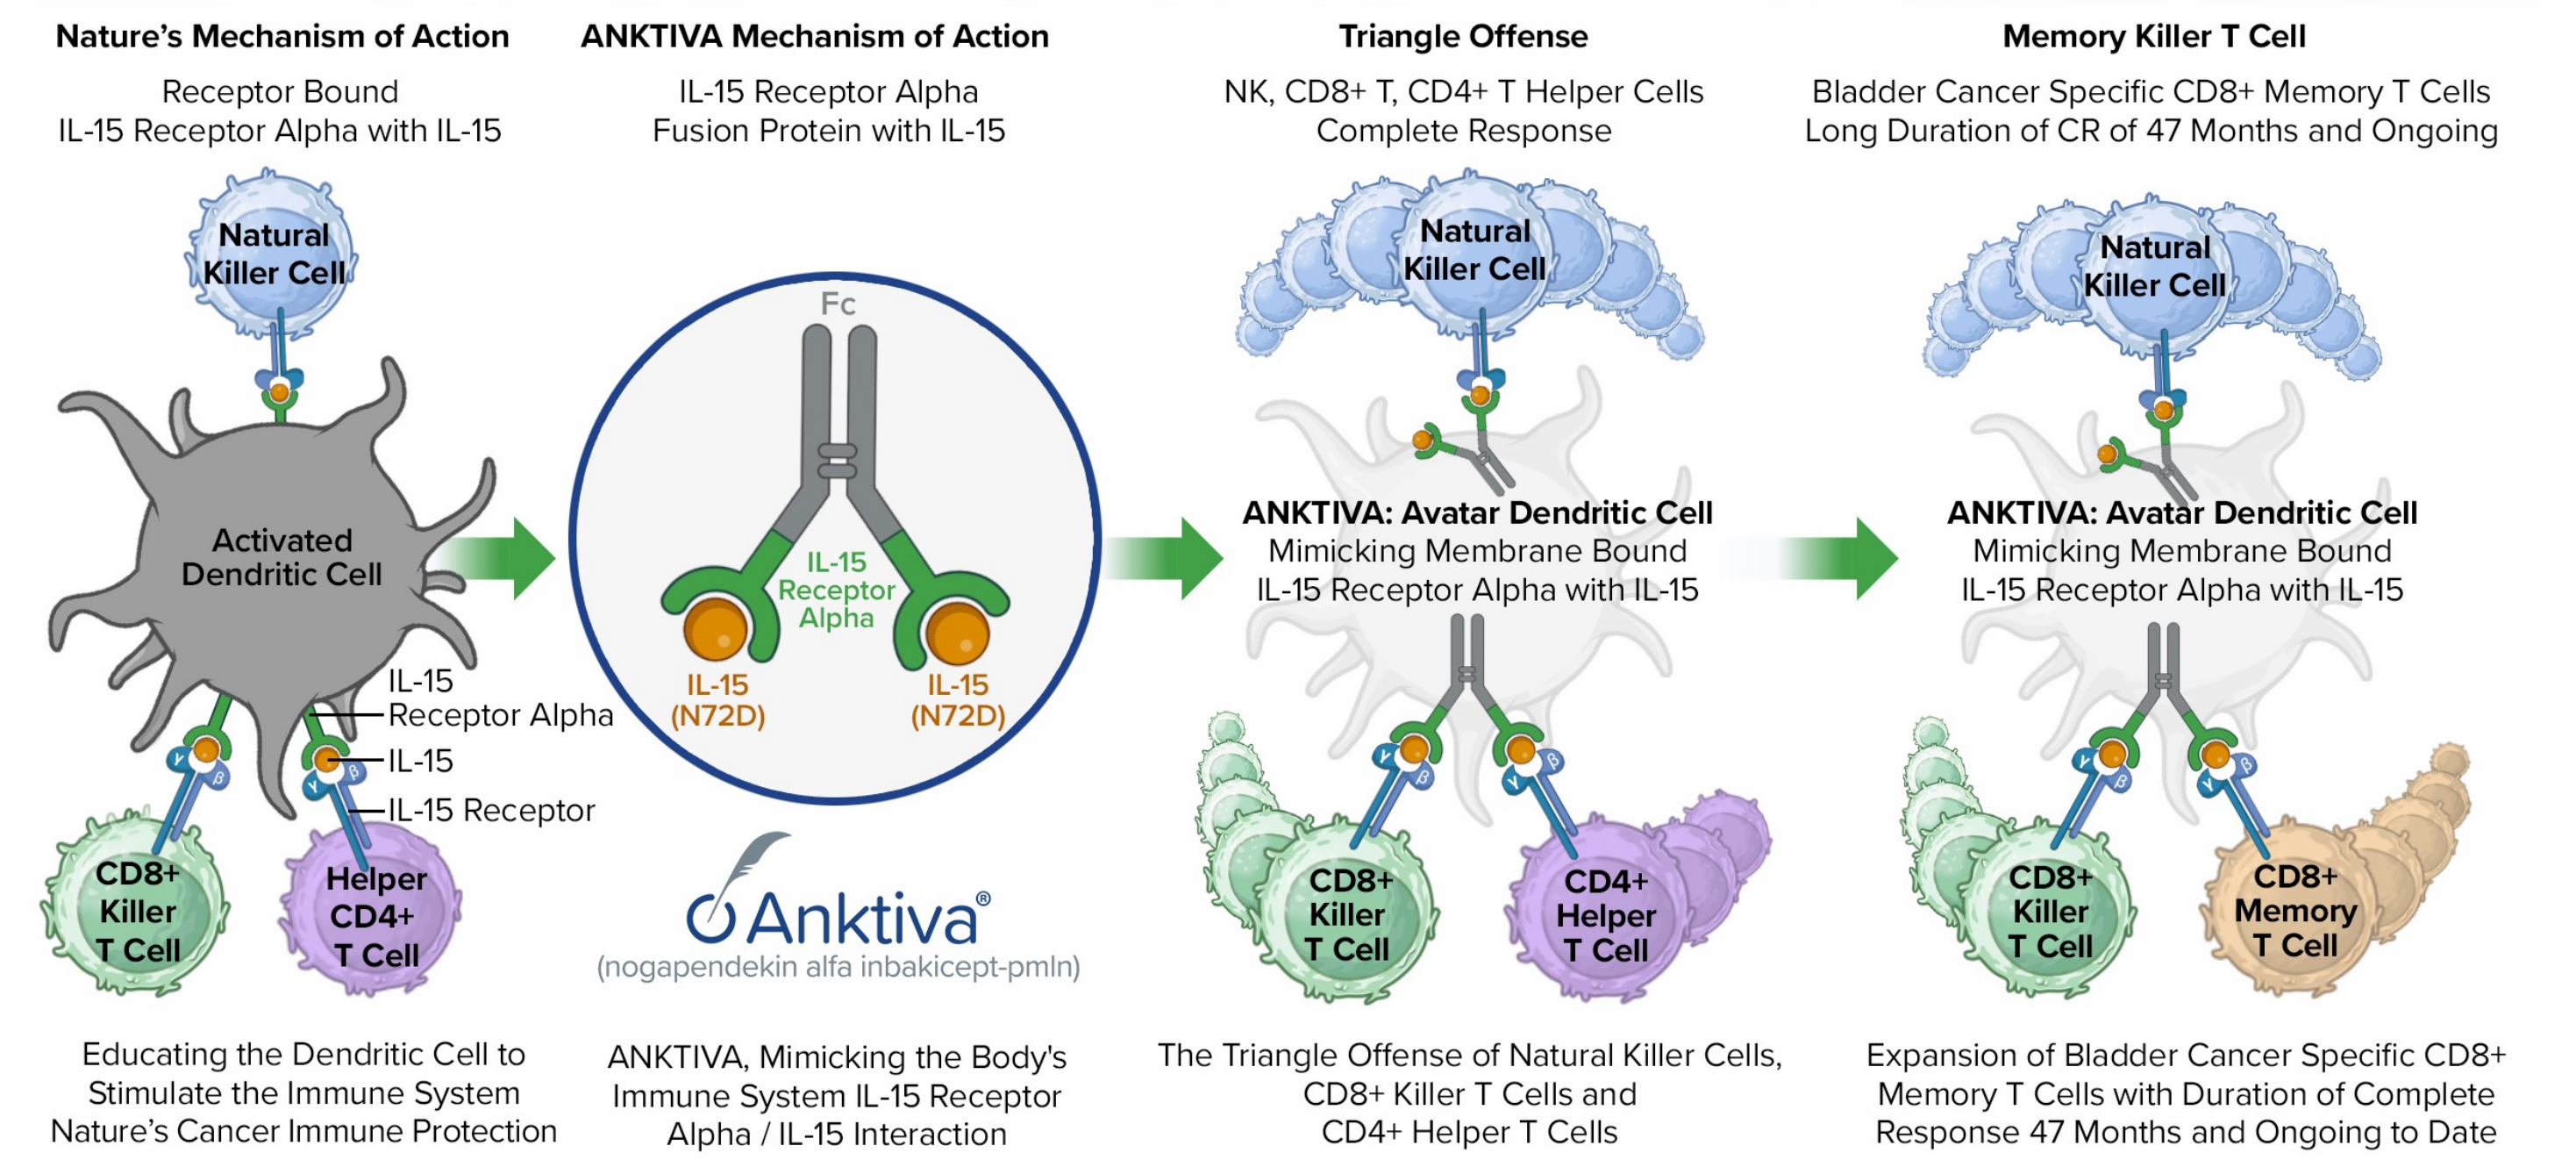 Nature's Mechanism of Action
Receptor Bound
IL-15 Receptor Alpha with IL-15
Natural
Killer Cell
Activated
Dendritic Cell
IL-15
Receptor Alpha
IL-15
IL-15 Receptor
γ
β
γ
β
CD8+
Killer
T Cell
Helper
CD4+
T Cell
Educating the Dendritic Cell to
Stimulate the Immune System
Nature's Cancer Immune Protection
ANKTIVA Mechanism of Action
IL-15 Receptor Alpha
Fusion Protein with IL-15
Fc
IL-15
Receptor
Alpha
IL-15
(N72D)
IL-15
(N72D)
Anktiva®
(nogapendekin alfa inbakicept-pmln)
ANKTIVA, Mimicking the Body's
Immune System IL-15 Receptor
Alpha / IL-15 Interaction
Triangle Offense
NK, CD8+ T, CD4+ T Helper Cells
Complete Response
Natural
Killer Cell
ANKTIVA: Avatar Dendritic Cell
Mimicking Membrane Bound
IL-15 Receptor Alpha with IL-15
γ
β
γ
β
CD8+
Killer
T Cell
CD4+
Helper
T Cell
The Triangle Offense of Natural Killer Cells,
CD8+ Killer T Cells and
CD4+ Helper T Cells
Memory Killer T Cell
Bladder Cancer Specific CD8+ Memory T Cells
Long Duration of CR of 47 Months and Ongoing
Natural
Killer Cell
ANKTIVA: Avatar Dendritic Cell
Mimicking Membrane Bound
IL-15 Receptor Alpha with IL-15
γ
β
γ
β
CD8+
Killer
T Cell
CD8+
Memory
T Cell
Expansion of Bladder Cancer Specific CD8+
Memory T Cells with Duration of Complete
Response 47 Months and Ongoing to Date